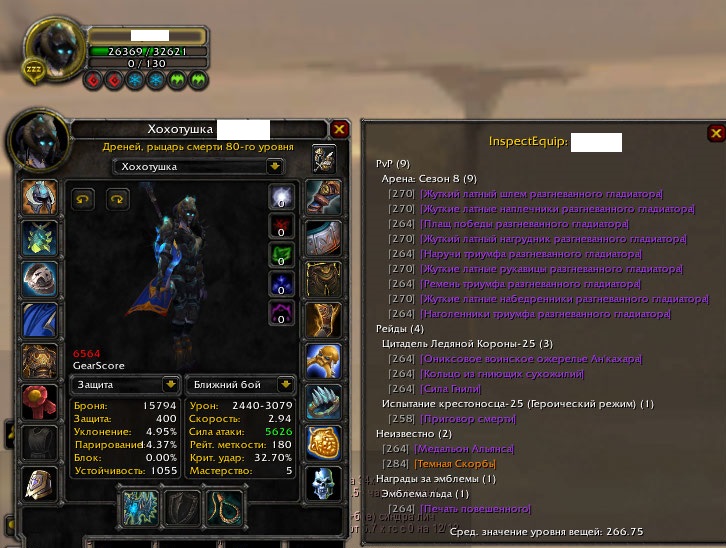 26369 / 32621
0 / 130
zzz
Хохотушка
Дреней, рыцарь смерти 80-го уровня
Хохотушка
0
0
0
0
0
6564
GearScore
Защита
Броня: 15794
Защита: 400
Уклонение: 4.95%
Парирование: 4.37%
Блок: 0.00%
Устойчивость: 1055
Ближний бой
Урон: 2440-3079
Скорость: 2.94
Сила атаки: 5626
Рейт. меткости: 180
Крит. удар: 32.70%
Мастерство: 5
InspectEquip:
PvP (9)
Арена: Сезон 8 (9)
[270] [Жуткий латный шлем разгневанного гладиатора]
[270] [Жуткие латные наплечники разгневанного гладиатора]
[264] [Плащ победы разгневанного гладиатора]
[270] [Жуткий латный нагрудник разгневанного гладиатора]
[264] [Наручи триумфа разгневанного гладиатора]
[270] [Жуткие латные рукавицы разгневанного гладиатора]
[264] [Ремень триумфа разгневанного гладиатора]
[270] [Жуткие латные набедренники разгневанного гладиатора]
[264] [Наголенники триумфа разгневанного гладиатора]
Рейды (4)
Цитадель Ледяной Короны-25 (3)
[264] [Ониксовое воинское ожерелье Ан'кахара]
[264] [Кольцо из гниющих сухожилий]
[264] [Сила Гнили]
Испытание крестоносца-25 (Героический режим) (1)
[258] [Приговор смерти]
Неизвестно (2)
[264] [Медальон Альянса]
[284] [Темная Скорбь]
Награды за эмблемы (1)
Эмблема льда (1)
[264] [Печать повешенного]
Сред. значение уровня вещей: 266.75